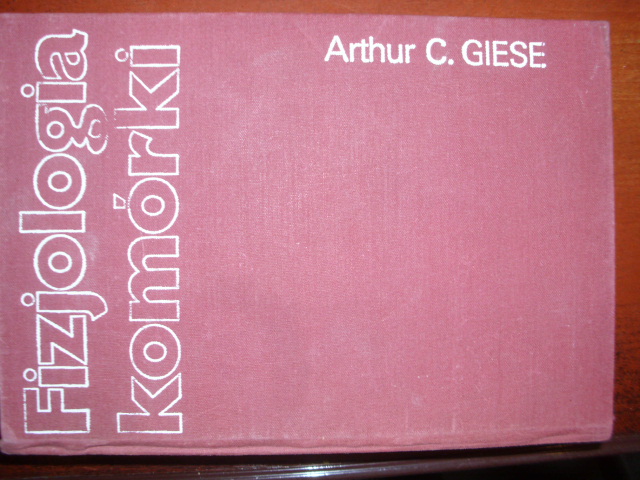 Arthur C. GIESE
Fizjologia
komórki